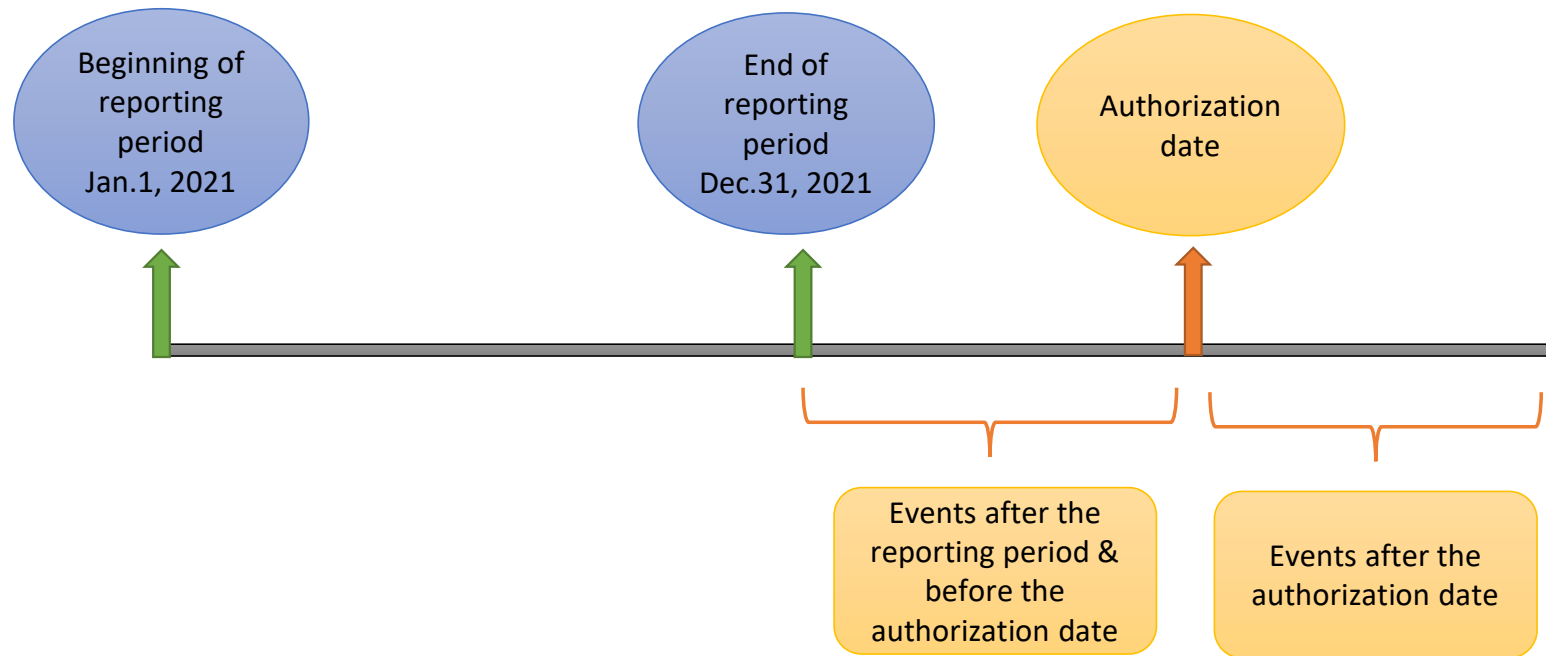 Beginning of
reporting
period
Jan.1, 2021
End of
reporting
period
Dec.31, 2021
Authorization
date
Events after the
reporting period &
before the
authorization date
Events after the
authorization date